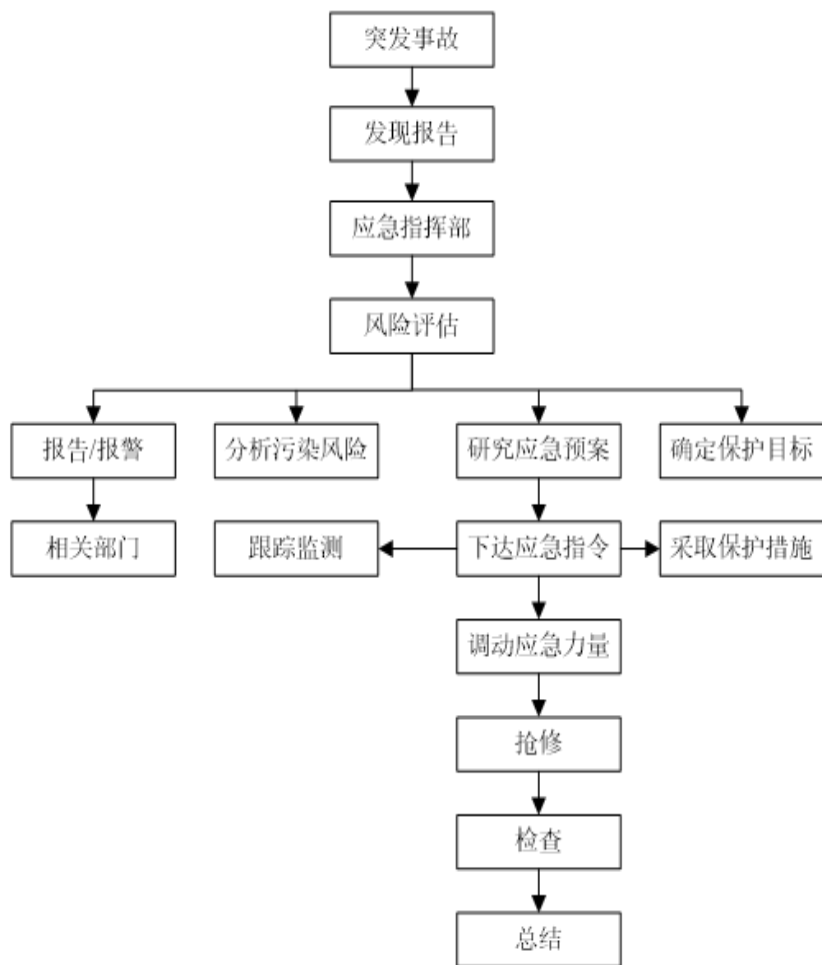 突发事故
发现报告
应急指挥部
风险评估
报告/报警
分析污染风险
研究应急预案
确定保护目标
相关部门
跟踪监测
下达应急指令
采取保护措施
调动应急力量
抢修
检查
总结